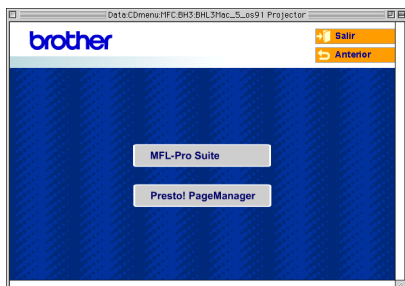 Data:CDmenu:MFC:BH3:BHL3Mac_5_os91 Projector
brother
Salir
Anterior
MFL-Pro Suite
Presto! PageManager